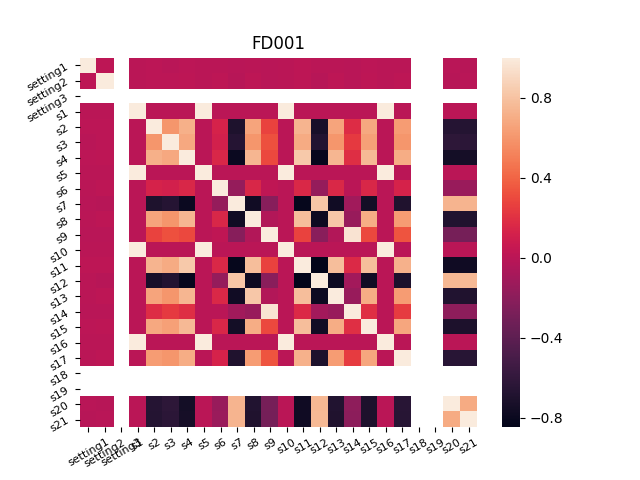 FD001
setting1
setting2
setting3
s1
s2
s3
s4
s5
s6
s7
s8
s9
s10
s11
s12
s13
s14
s15
s16
s17
s18
s19
s20
s21
setting1
setting2
setting3
s1
s2
s3
s4
s5
s6
s7
s8
s9
s10
s11
s12
s13
s14
s15
s16
s17
s18
s19
s20
s21
0.8
0.4
0.0
−0.4
−0.8